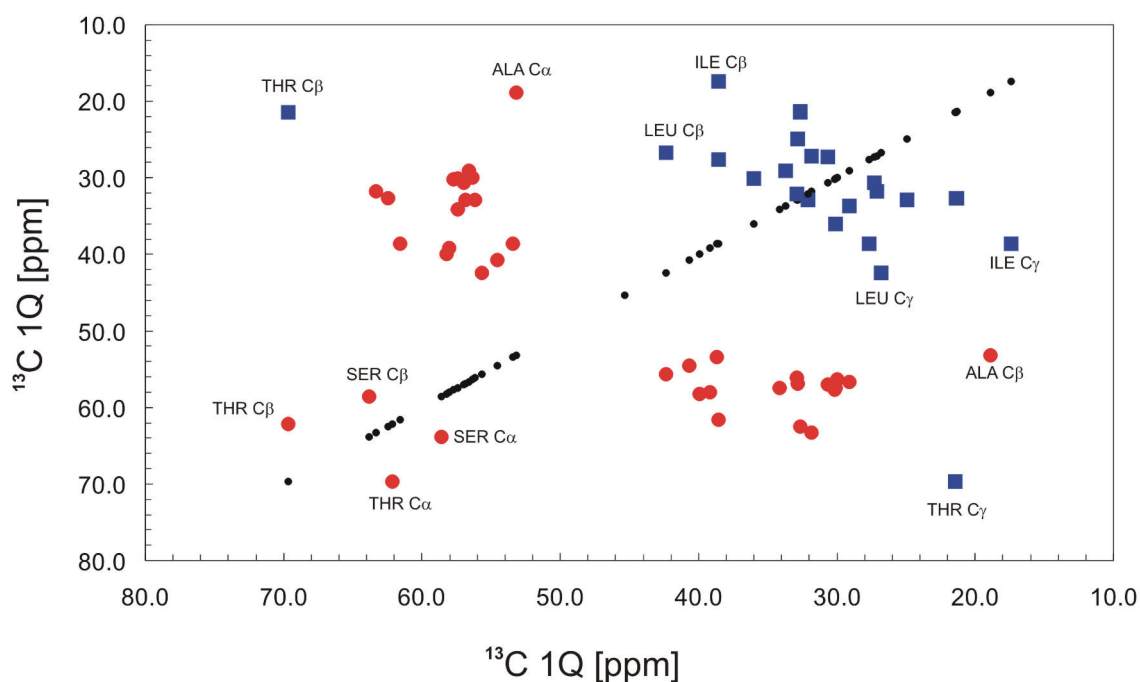 10.0
ILE Cβ
ALA Cα
THR Cβ
20.0
LEU Cβ
30.0
ILE Cγ
40.0
LEU Cγ
¹³C 1Q [ppm]
50.0
ALA Cβ
SER Cβ
60.0
THR Cβ
SER Cα
70.0
THR Cα
THR Cγ
80.0
80.0 70.0 60.0 50.0 40.0 30.0 20.0 10.0
¹³C 1Q [ppm]